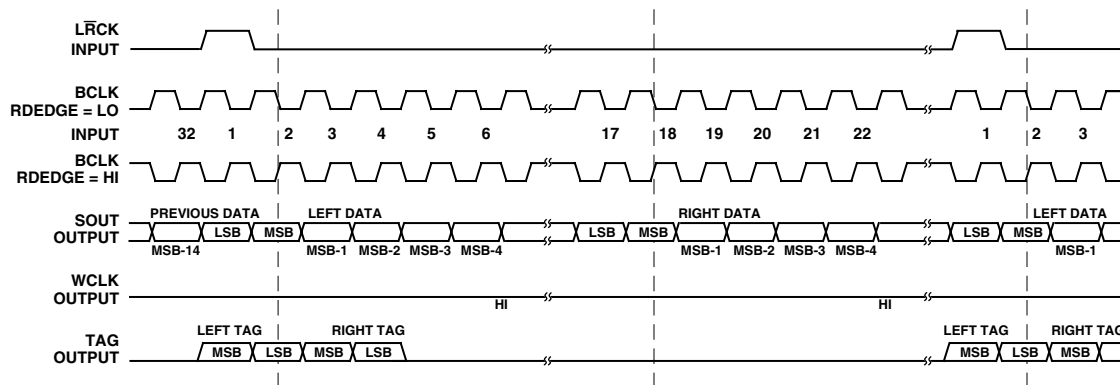 LRCK
INPUT
BCLK
RDEDGE = LO
INPUT 32 1 2 3 4 5 6 17 18 19 20 21 22 1 2 3
BCLK
RDEDGE = HI
PREVIOUS DATA LEFT DATA RIGHT DATA LEFT DATA
SOUT
OUTPUT LSB MSB LSB MSB LSB MSB
MSB-14 MSB-1 MSB-2 MSB-3 MSB-4 MSB-1 MSB-2 MSB-3 MSB-4 MSB-1
WCLK
OUTPUT
HI HI
LEFT TAG RIGHT TAG LEFT TAG RIGHT TAG
TAG
OUTPUT MSB LSB MSB LSB MSB LSB MSB